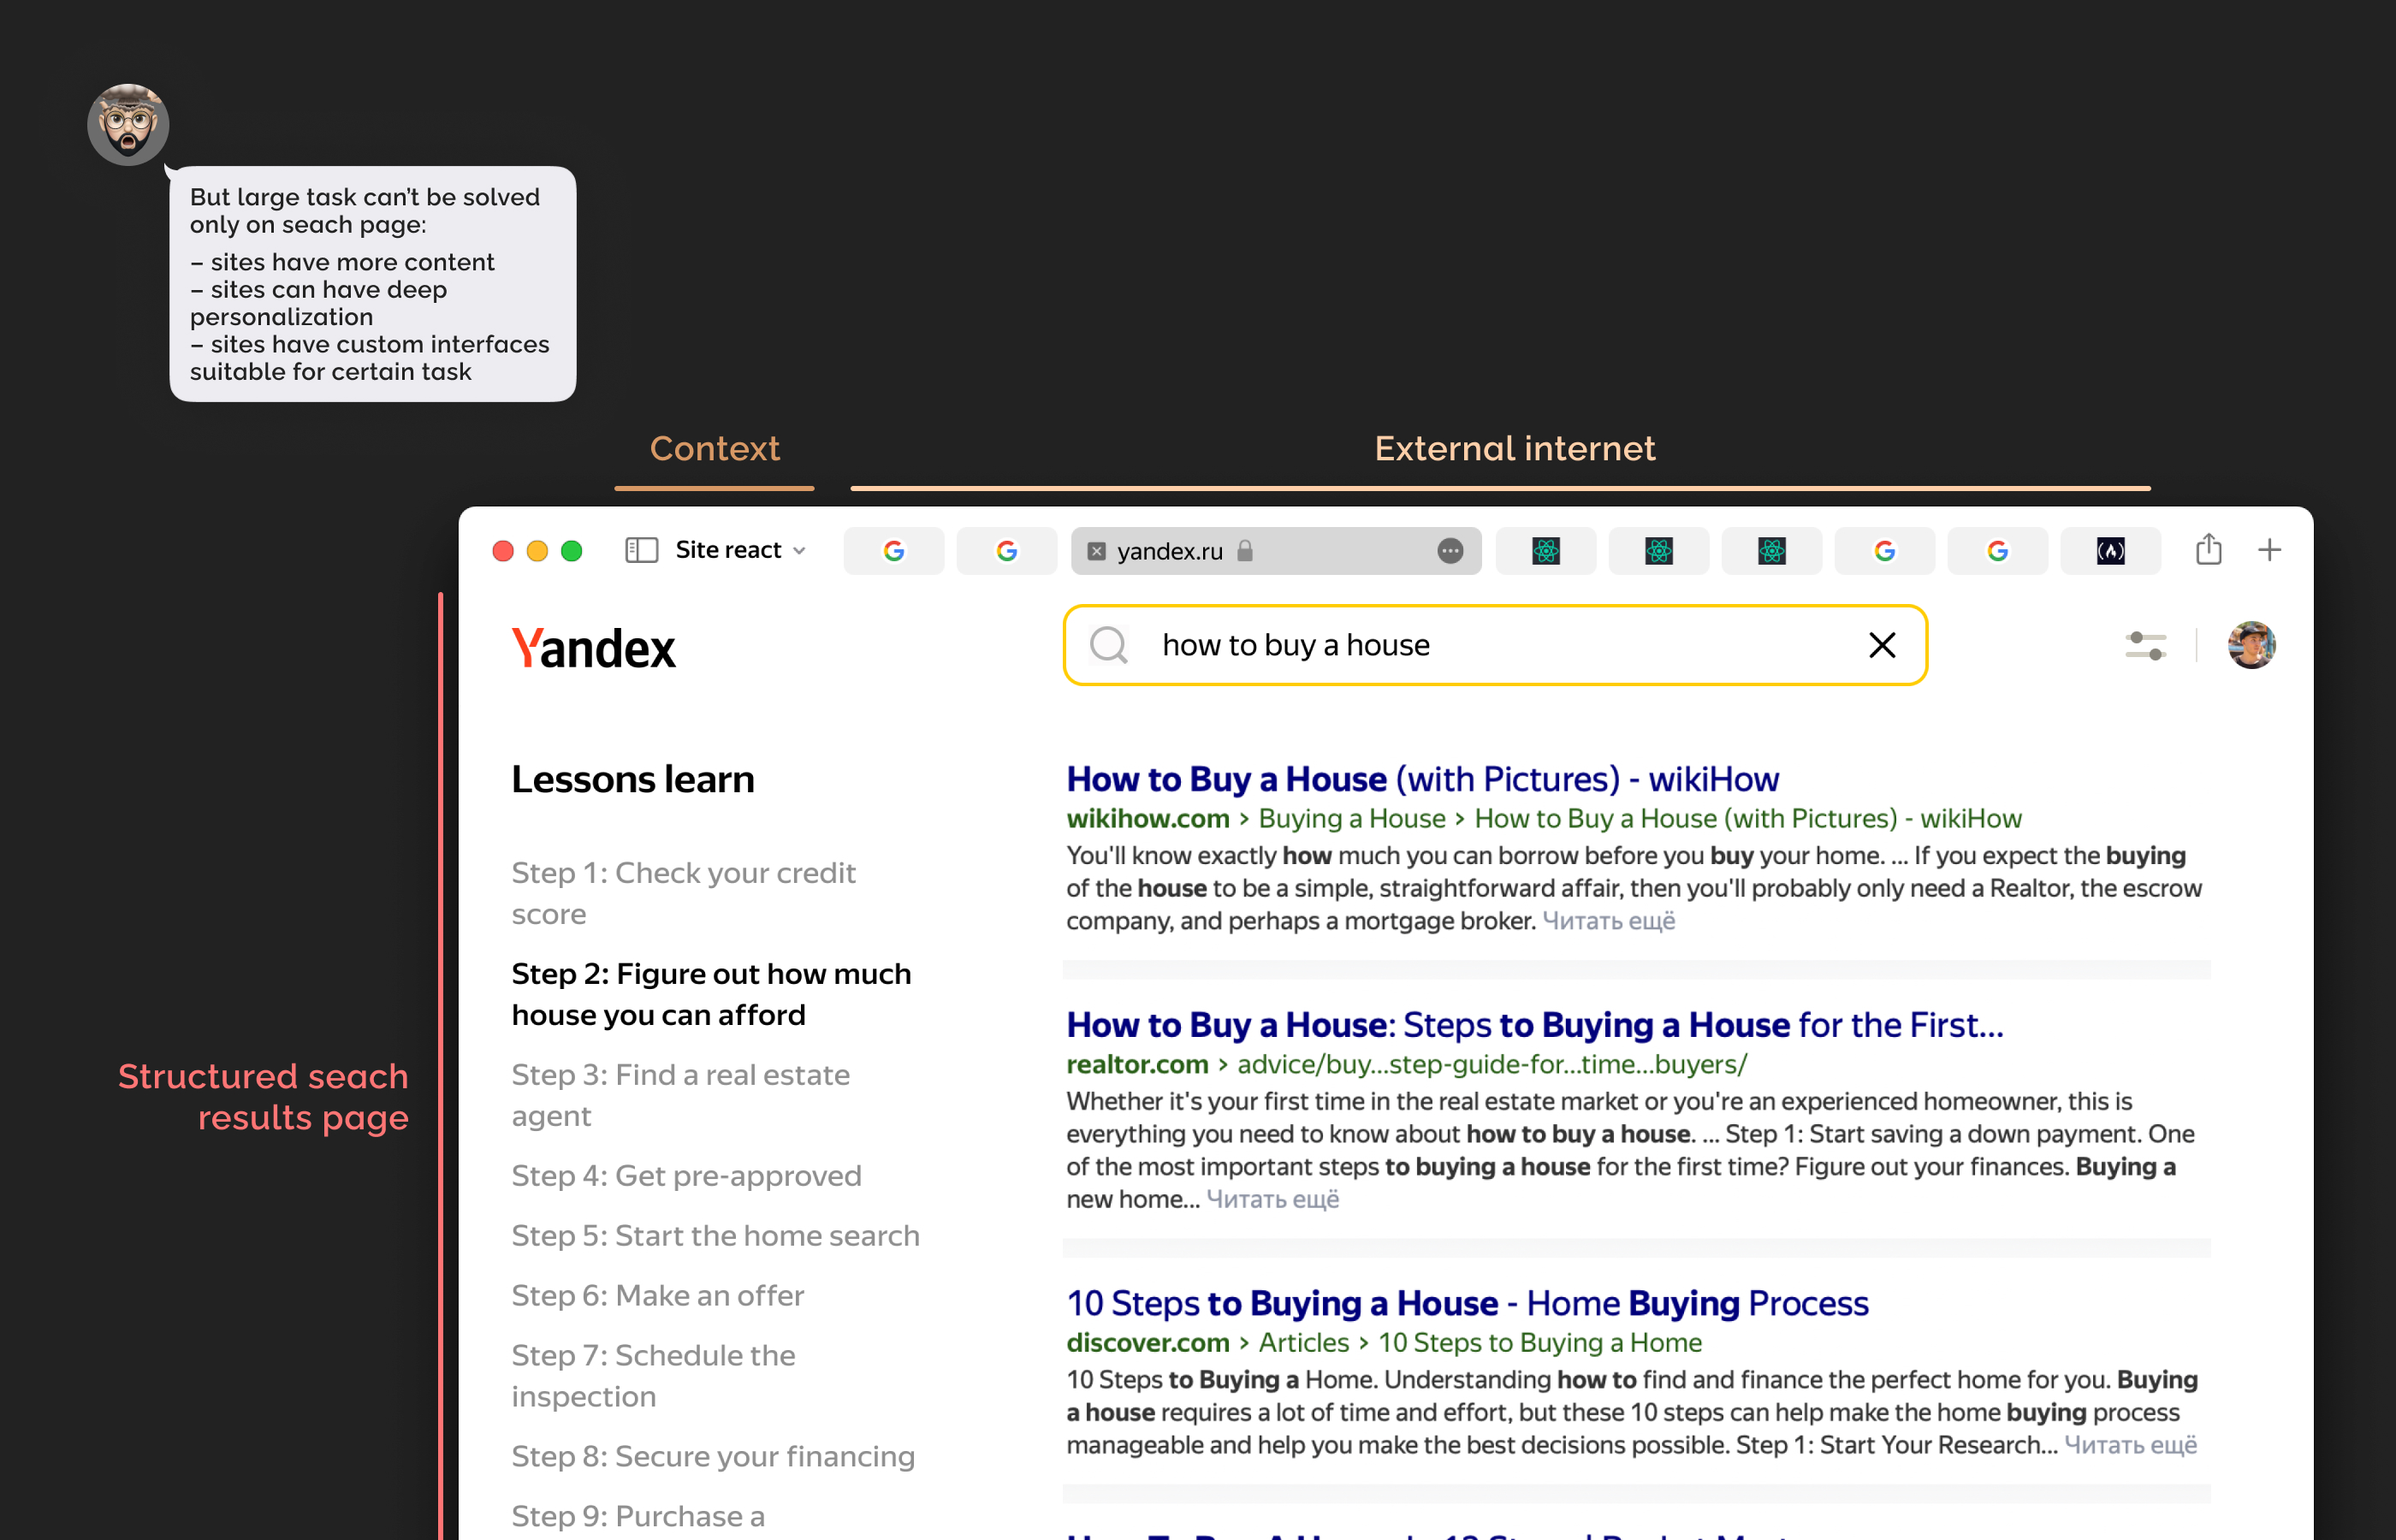 But large task can't be solved
only on seach page:
– sites have more content
– sites can have deep
personalization
– sites have custom interfaces
suitable for certain task
Context
External internet
Site react
yandex.ru
Yandex
how to buy a house
Lessons learn
Step 1: Check your credit
score
Step 2: Figure out how much
house you can afford
Step 3: Find a real estate
agent
Step 4: Get pre-approved
Step 5: Start the home search
Step 6: Make an offer
Step 7: Schedule the
inspection
Step 8: Secure your financing
Step 9: Purchase a
Structured seach
results page
How to Buy a House (with Pictures) - wikiHow
wikihow.com › Buying a House › How to Buy a House (with Pictures) - wikiHow
You'll know exactly how much you can borrow before you buy your home. ... If you expect the buying
of the house to be a simple, straightforward affair, then you'll probably only need a Realtor, the escrow
company, and perhaps a mortgage broker. Читать ещё
How to Buy a House: Steps to Buying a House for the First...
realtor.com › advice/buy...step-guide-for...time...buyers/
Whether it's your first time in the real estate market or you're an experienced homeowner, this is
everything you need to know about how to buy a house. ... Step 1: Start saving a down payment. One
of the most important steps to buying a house for the first time? Figure out your finances. Buying a
new home... Читать ещё
10 Steps to Buying a House - Home Buying Process
discover.com › Articles › 10 Steps to Buying a Home
10 Steps to Buying a Home. Understanding how to find and finance the perfect home for you. Buying
a house requires a lot of time and effort, but these 10 steps can help make the home buying process
manageable and help you make the best decisions possible. Step 1: Start Your Research... Читать ещё